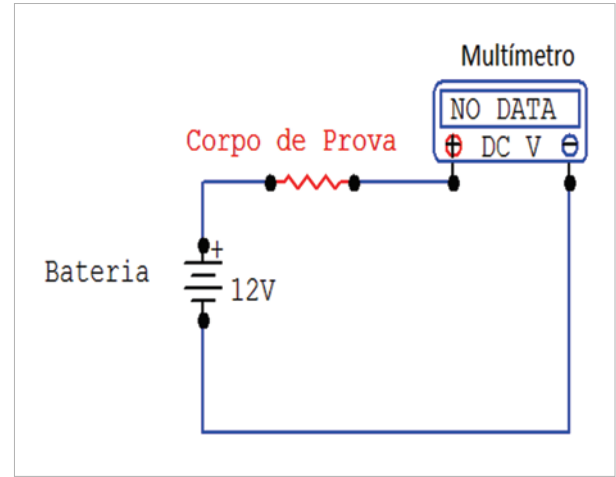 Multímetro
NO DATA
Corpo de Prova
+ DC V −
+
Bateria
12V